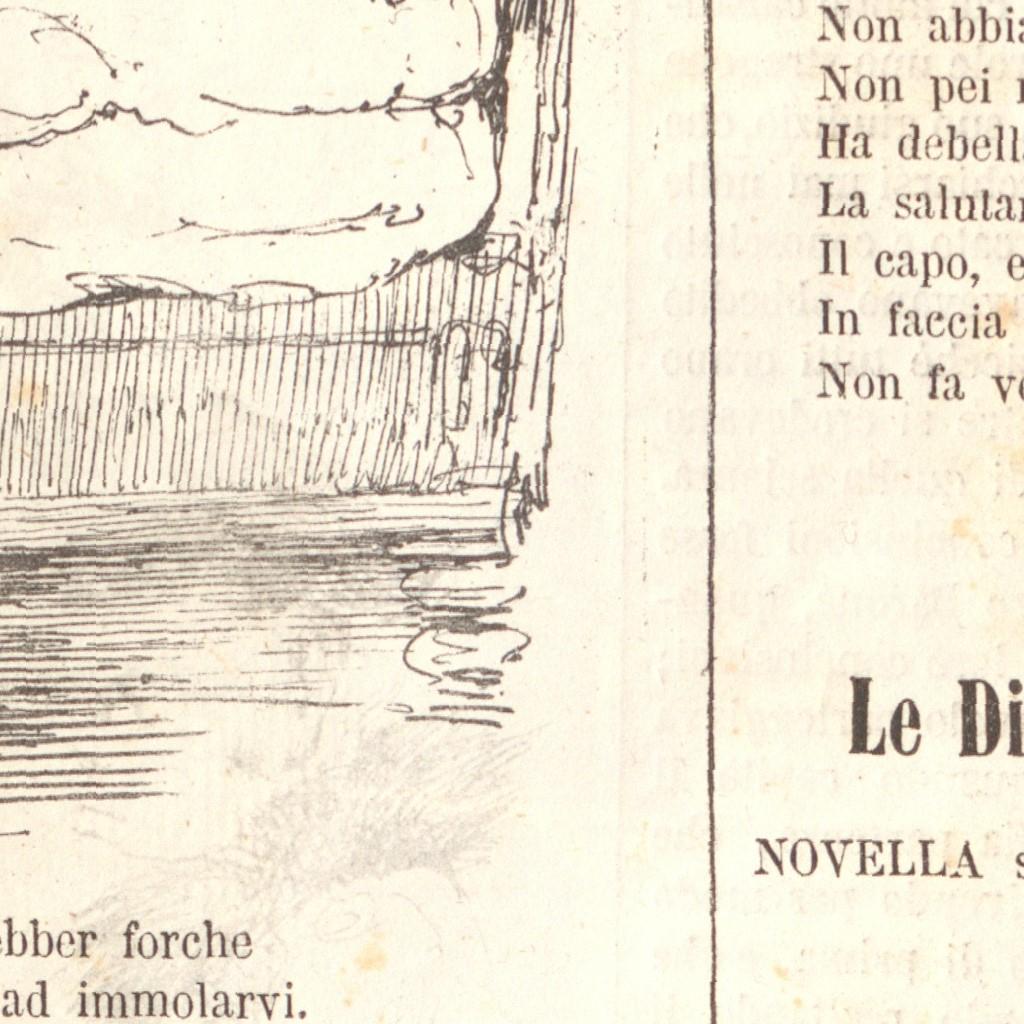 ebber forche
ad immolarvi.
Non abbia
Non pei
Ha debella
La salutar
Il capo, e
In faccia
Non fa ve
Le Di
NOVELLA s